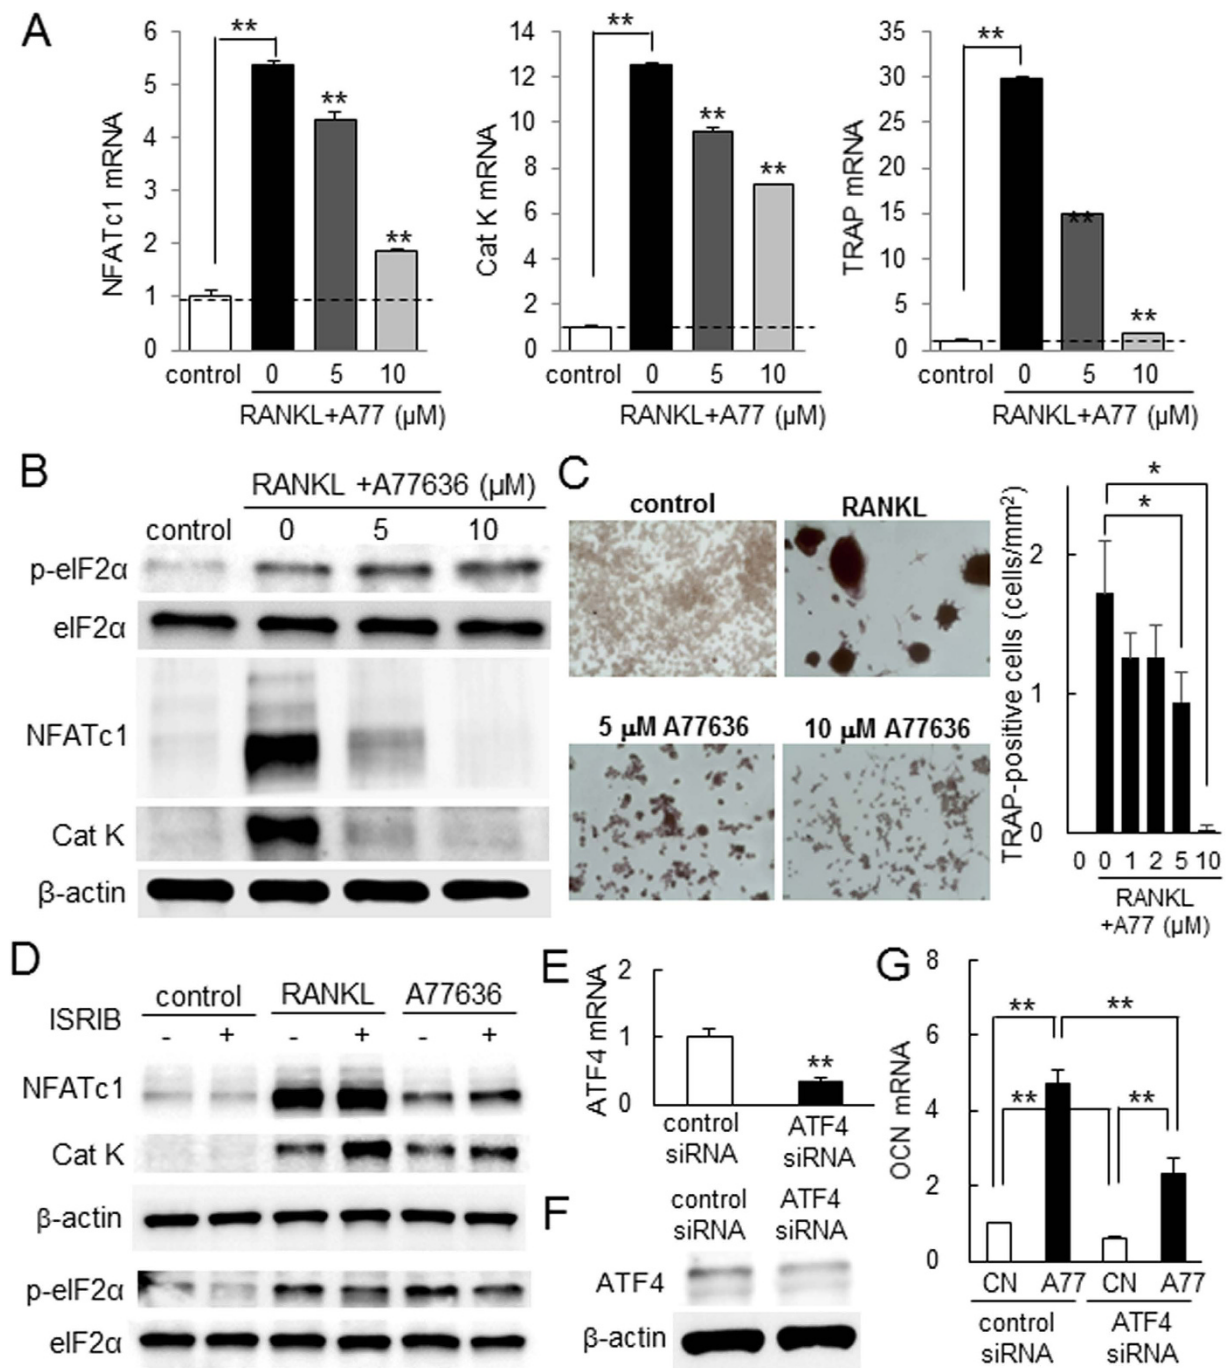 A
NFATc1 mRNA
6
5
4
3
2
1
0
**
**
**
control 0 5 10
RANKL+A77 (µM)
Cat K mRNA
14
12
10
8
6
4
2
0
**
**
**
control 0 5 10
RANKL+A77 (µM)
TRAP mRNA
35
30
25
20
15
10
5
0
**
**
**
control 0 5 10
RANKL+A77 (µM)
B
RANKL +A77636 (µM)
control 0 5 10
p-eIF2α
eIF2α
NFATc1
Cat K
β-actin
C
control
RANKL
5 µM A77636
10 µM A77636
TRAP-positive cells (cells/mm²)
2
1
0
*
*
0 0 1 2 5 10
RANKL
+A77 (µM)
D
control RANKL A77636
ISRIB - + - + - +
NFATc1
Cat K
β-actin
p-eIF2α
eIF2α
E
ATF4 mRNA
2
1
0
**
control ATF4
siRNA siRNA
F
control ATF4
siRNA siRNA
ATF4
β-actin
G
OCN mRNA
8
6
4
2
0
** **
** **
CN A77 CN A77
control ATF4
siRNA siRNA